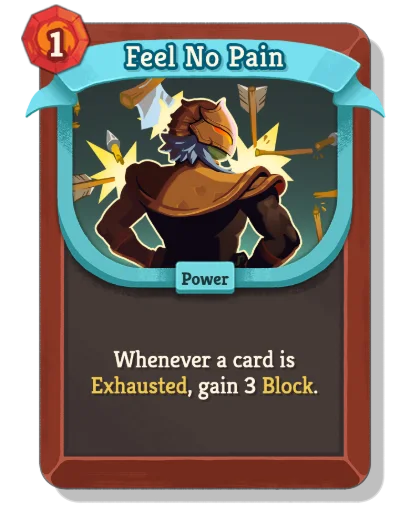 1
Feel No Pain
Power
Whenever a card is
Exhausted, gain 3 Block.